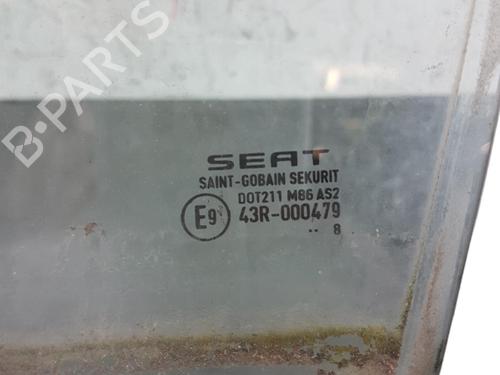 B-PARTS
SEAT
SAINT-GOBAIN SEKURIT
DOT211 M86 AS2
E9 43R-000479
.. 8